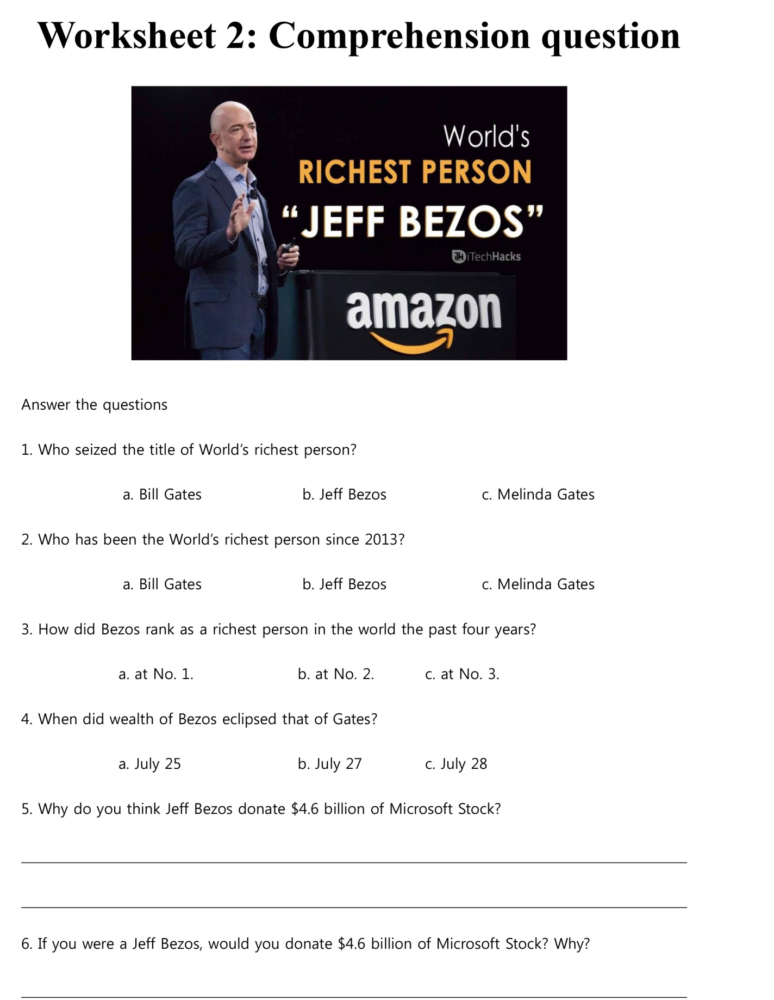 Worksheet 2: Comprehension question
World's
RICHEST PERSON
“JEFF BEZOS”
iTH iTechHacks
amazon
Answer the questions
1. Who seized the title of World’s richest person?
a. Bill Gates b. Jeff Bezos c. Melinda Gates
2. Who has been the World’s richest person since 2013?
a. Bill Gates b. Jeff Bezos c. Melinda Gates
3. How did Bezos rank as a richest person in the world the past four years?
a. at No. 1. b. at No. 2. c. at No. 3.
4. When did wealth of Bezos eclipsed that of Gates?
a. July 25 b. July 27 c. July 28
5. Why do you think Jeff Bezos donate $4.6 billion of Microsoft Stock?
6. If you were a Jeff Bezos, would you donate $4.6 billion of Microsoft Stock? Why?